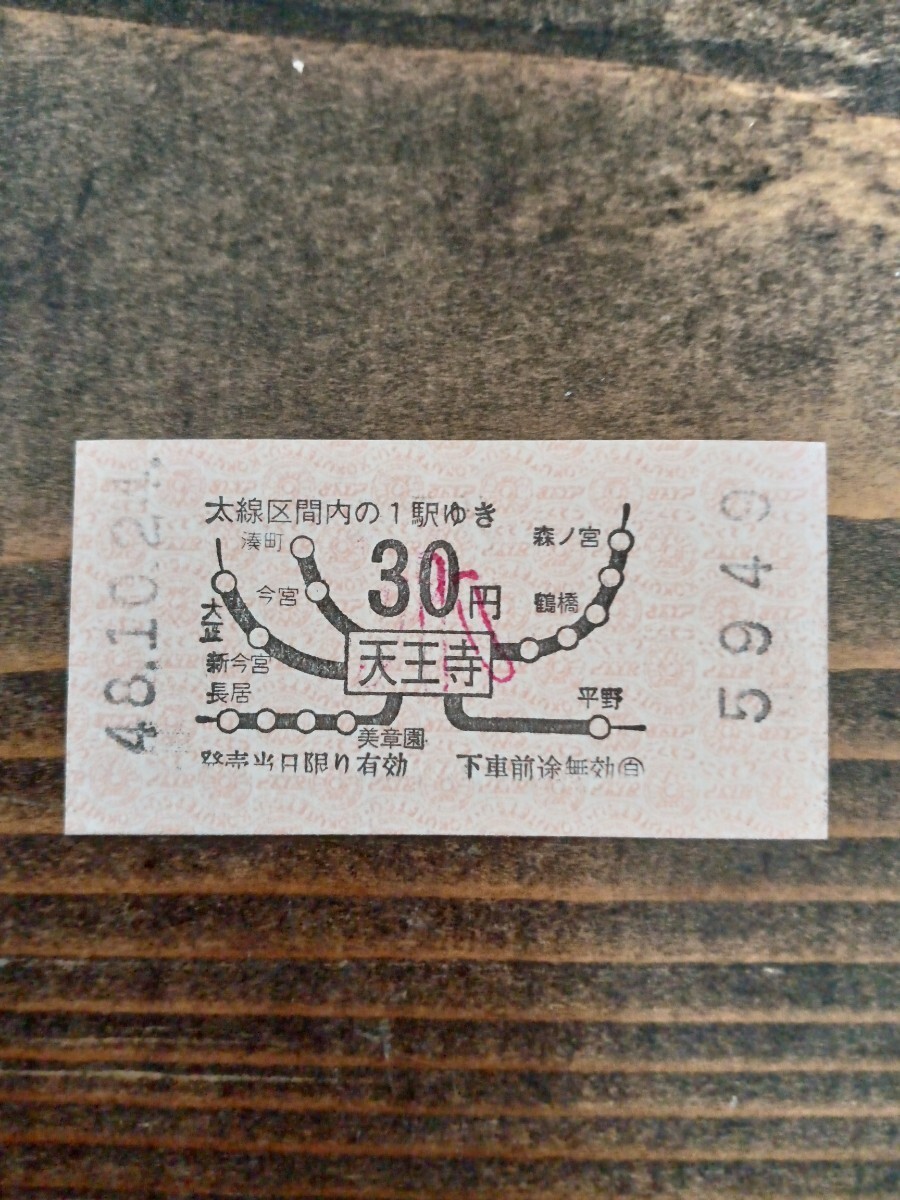 48.10.24.
太線区間内の1駅ゆき
湊町
森ノ宮
30円
今宮
鶴橋
大正
新今宮
天王寺
長居
平野
美章園
発売当日限り有効
下車前途無効自
5949